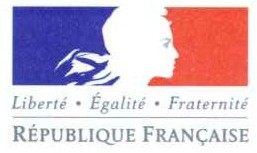 Liberté • Égalité • Fraternité
RÉPUBLIQUE FRANÇAISE